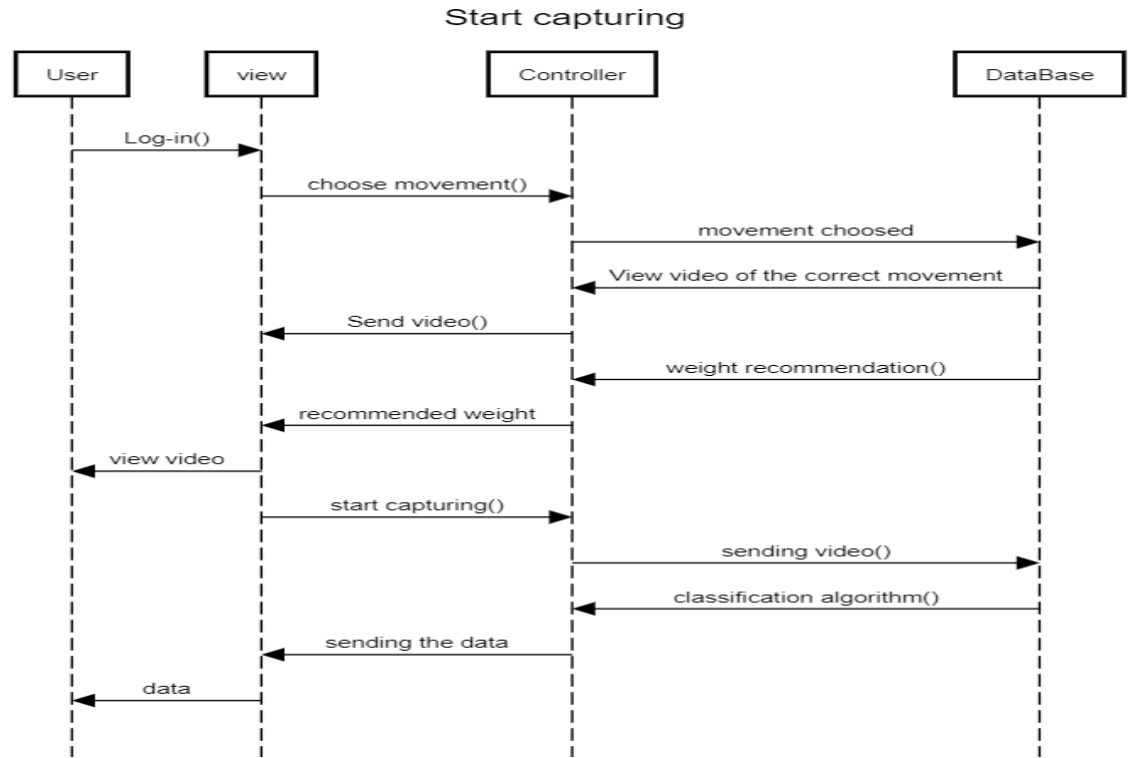 Start capturing
User
view
Controller
DataBase
Log-in()
choose movement()
movement choosed
View video of the correct movement
Send video()
weight recommendation()
recommended weight
view video
start capturing()
sending video()
classification algorithm()
sending the data
data